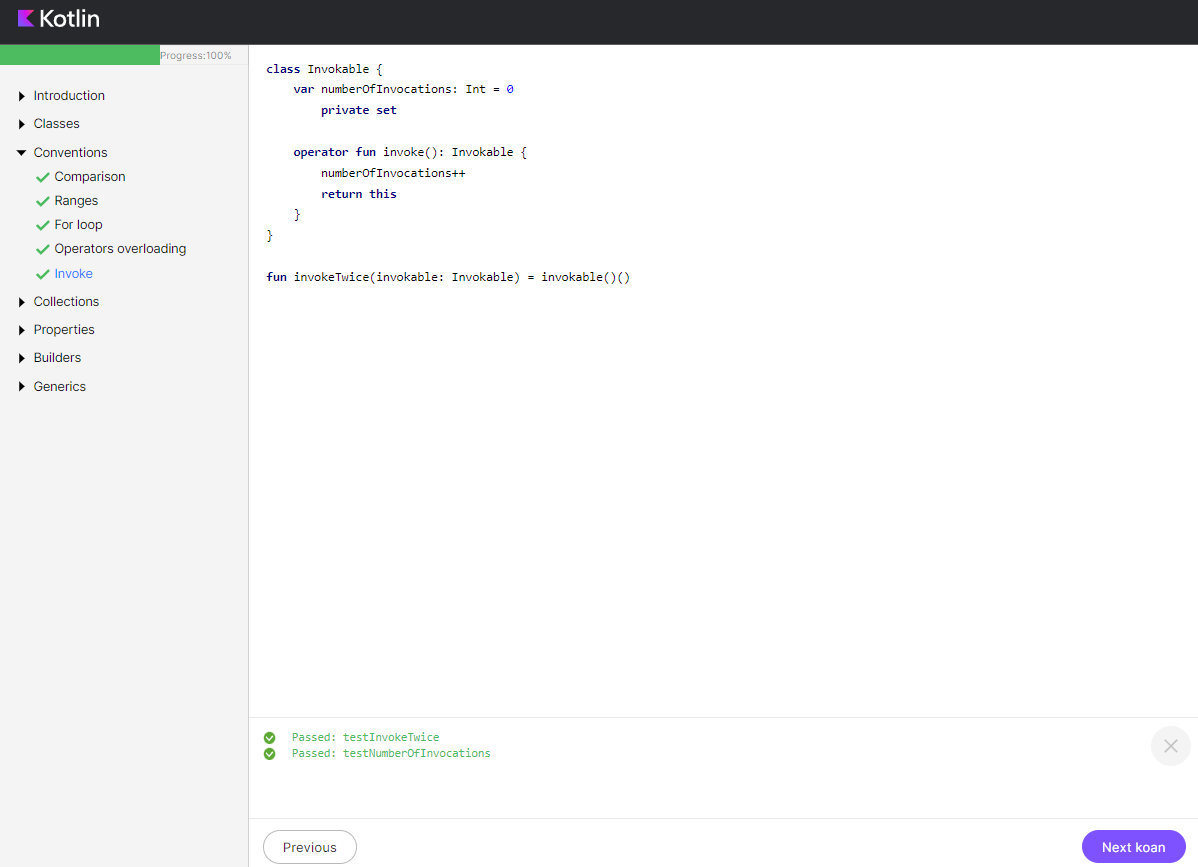 Kotlin
Progress:100%
Introduction
Classes
Conventions
Comparison
Ranges
For loop
Operators overloading
Invoke
Collections
Properties
Builders
Generics
class Invokable {
    var numberOfInvocations: Int = 0
        private set

    operator fun invoke(): Invokable {
        numberOfInvocations++
        return this
    }
}

fun invokeTwice(invokable: Invokable) = invokable()()
Passed: testInvokeTwice
Passed: testNumberOfInvocations
Previous
Next koan